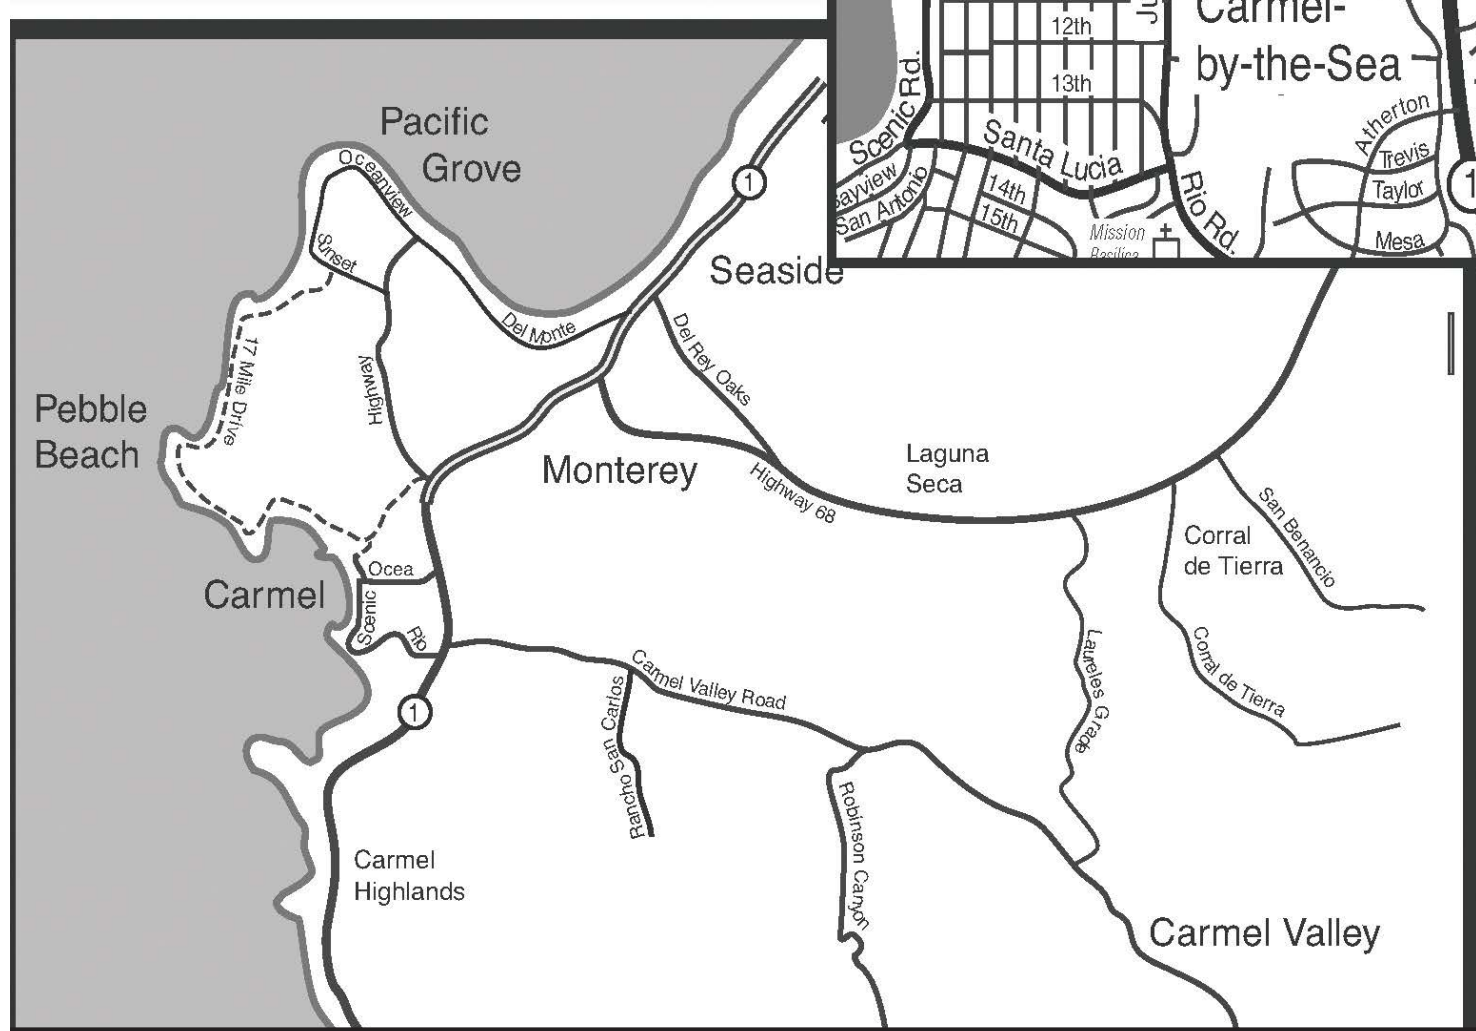 Carmel-
by-the-Sea
12th
13th
Scenic Rd.
Santa Lucia
Atherton
Trevis
Taylor
Mesa
1
San Antonio
14th
15th
Rio Rd.
Mission
Basilica
Pacific
Grove
Oceanview
Sunset
1
Seaside
Del Monte
Del Rey Oaks
17 Mile Drive
Highway
Pebble
Beach
Monterey
Highway 68
Laguna
Seca
San Benancio
Corral
de Tierra
Corral de Tierra
Carmel
Ocea
Scenic
Rio
Carmel Valley Road
Rancho San Carlos
Laureles Grade
1
Robinson Canyon
Carmel
Highlands
Carmel Valley